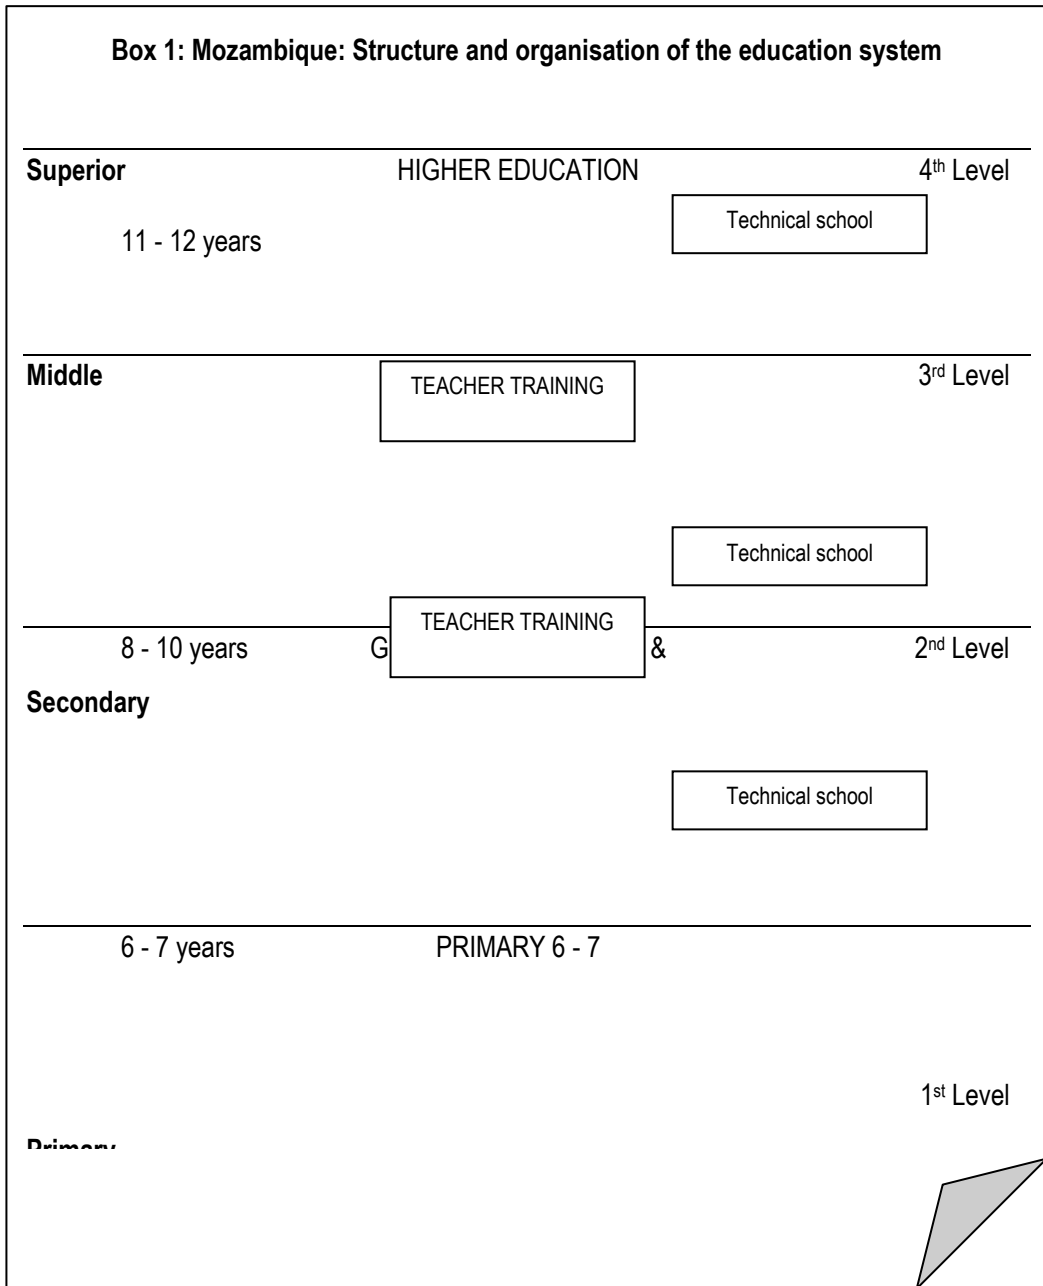 Box 1: Mozambique: Structure and organisation of the education system
Superior HIGHER EDUCATION 4th Level
Technical school
11 - 12 years
Middle TEACHER TRAINING 3rd Level
Technical school
TEACHER TRAINING
8 - 10 years G & 2nd Level
Secondary
Technical school
6 - 7 years PRIMARY 6 - 7
1st Level